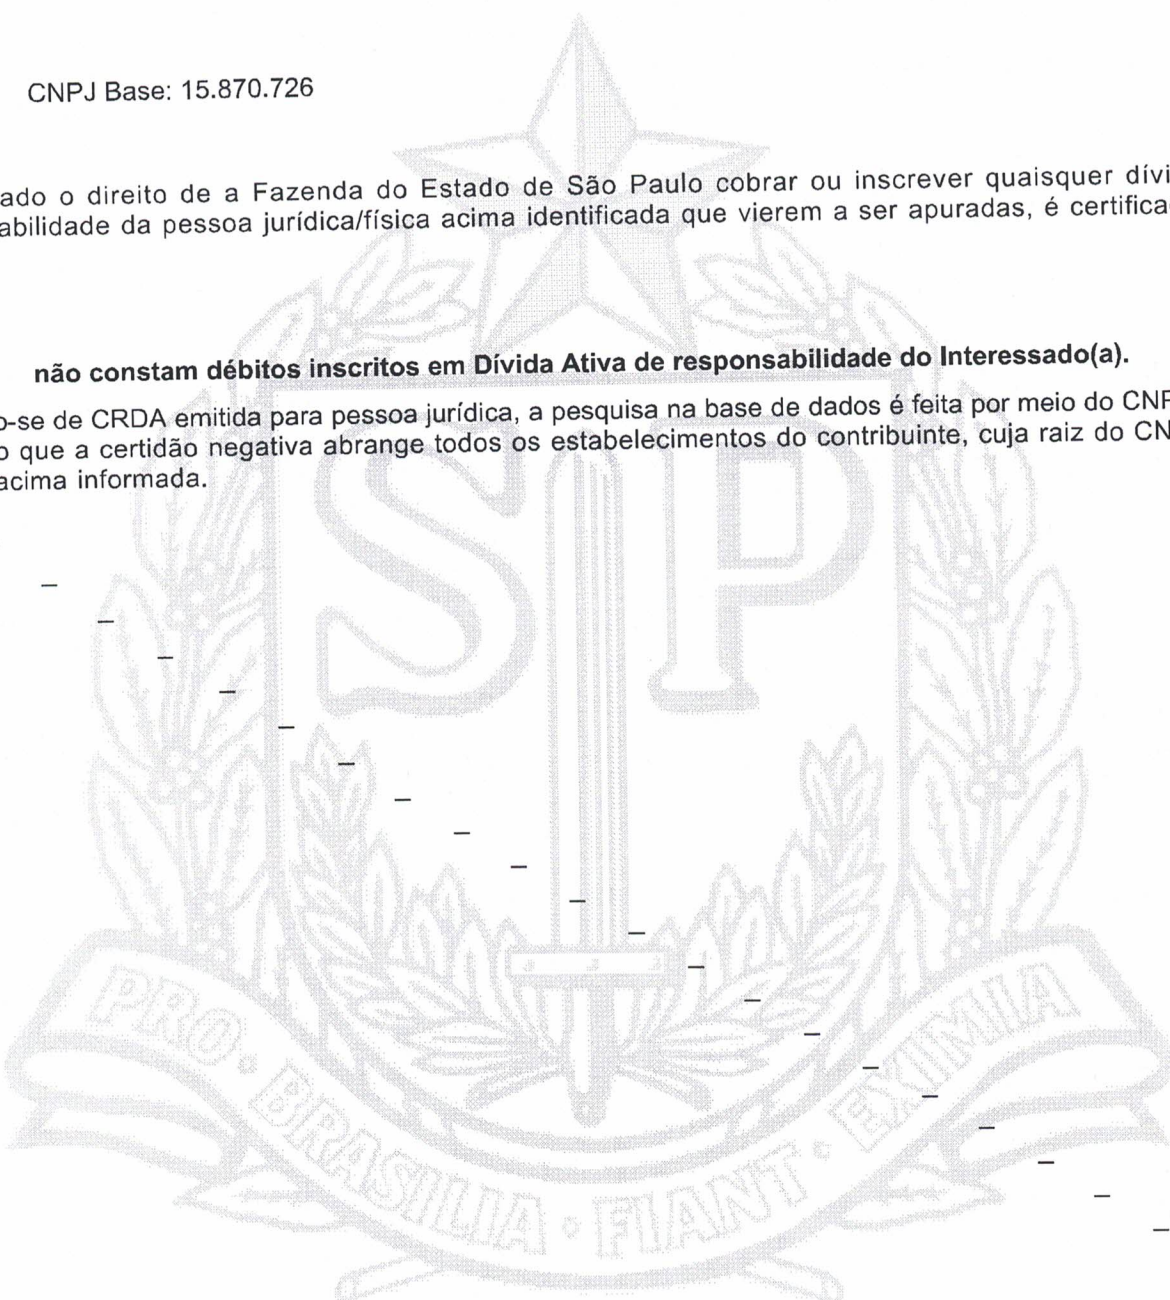 CNPJ Base: 15.870.726
ado o direito de a Fazenda do Estado de São Paulo cobrar ou inscrever quaisquer dívi
abilidade da pessoa jurídica/física acima identificada que vierem a ser apuradas, é certifica
não constam débitos inscritos em Dívida Ativa de responsabilidade do Interessado(a).
o-se de CRDA emitida para pessoa jurídica, a pesquisa na base de dados é feita por meio do CNP
o que a certidão negativa abrange todos os estabelecimentos do contribuinte, cuja raiz do CN
acima informada.
SP
PRO BRASILIA FIANT EXIMIA